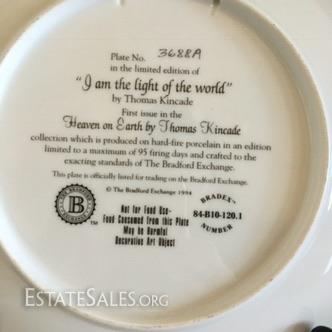 Plate No. 3688A
in the limited edition of
"I am the light of the world"
by Thomas Kincade
First issue in the
Heaven on Earth by Thomas Kincade
collection which is produced on hard-fire porcelain in an edition
limited to a maximum of 95 firing days and crafted to the
exacting standards of The Bradford Exchange.
This plate is officially listed for trading on the Bradford Exchange.
© The Bradford Exchange 1994
THE BRADFORD
B
EXCHANGE
TM
Not for Food Use-
Food Consumed from this Plate
May be Harmful
Decorative Art Object
BRADEX
84-B10-120.1
NUMBER
ESTATESALES.ORG